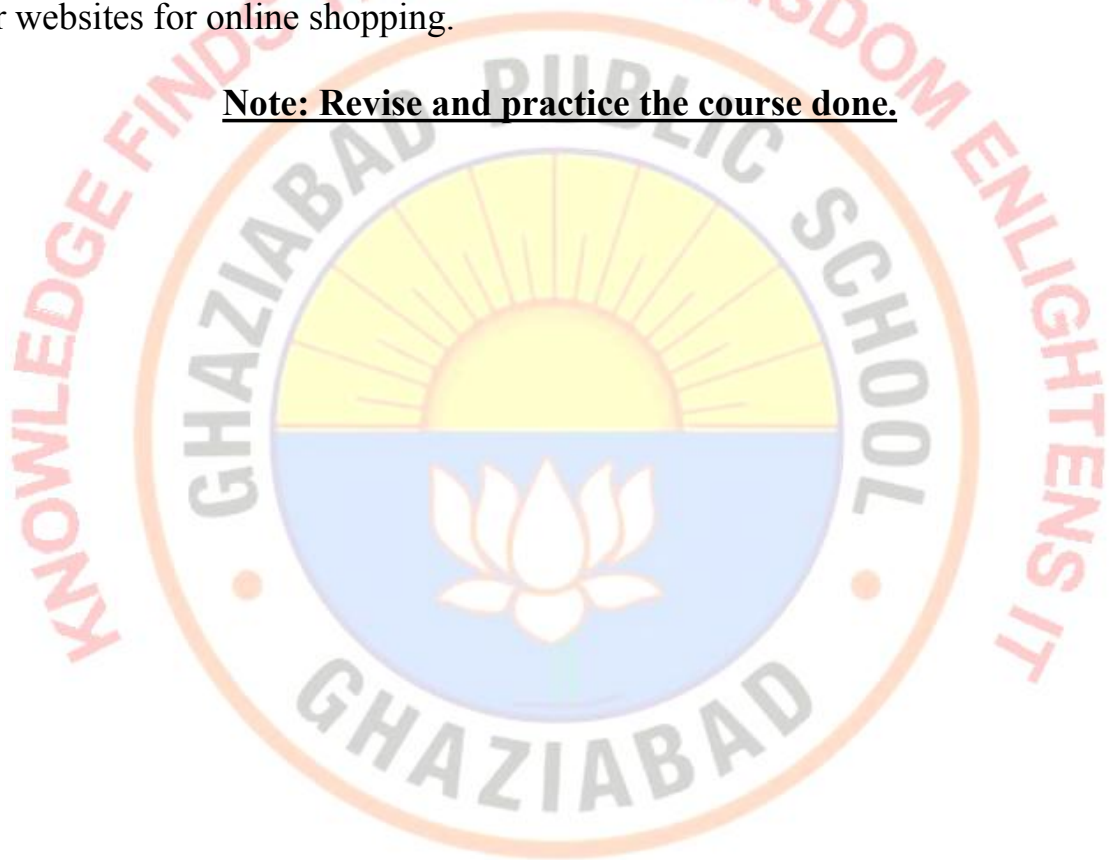 r websites for online shopping.
Note: Revise and practice the course done.
KNOWLEDGE FINDS
SDOM ENLIGHTENS IT
GHAZIABAD PUBLIC SCHOOL
GHAZIABAD